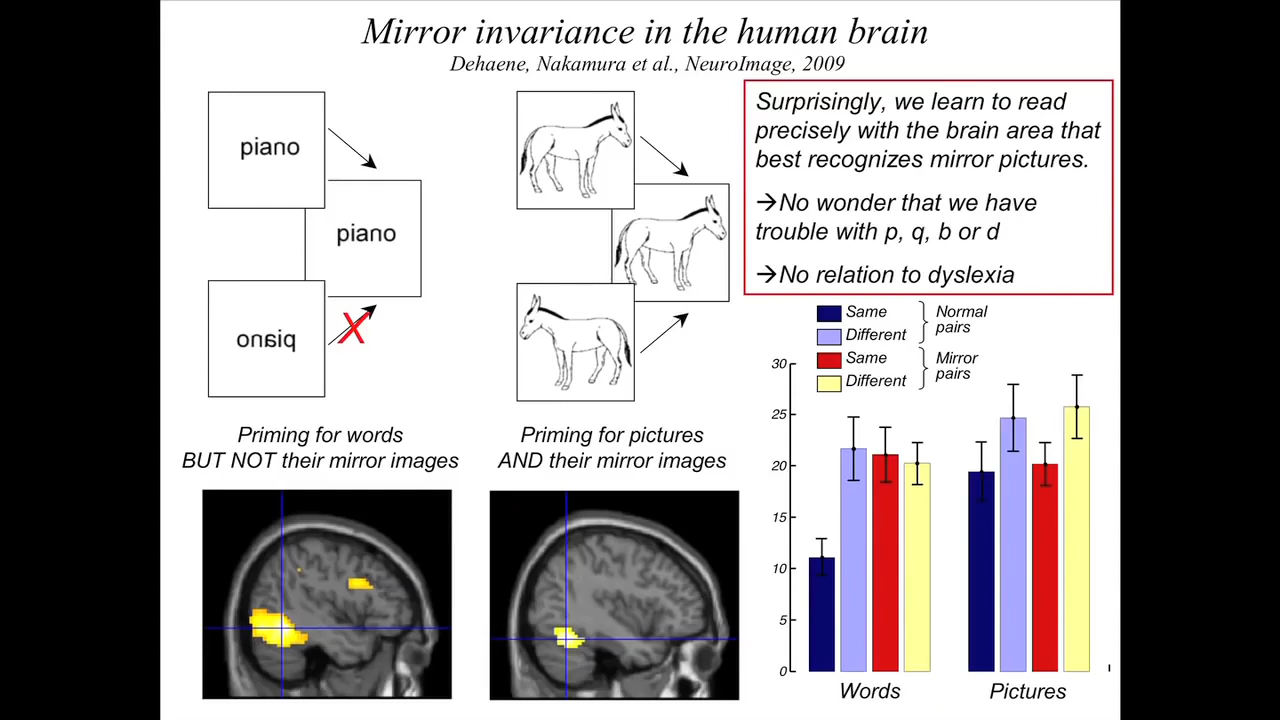 Mirror invariance in the human brain
Dehaene, Nakamura et al., NeuroImage, 2009
piano
piano
piano
Priming for words
BUT NOT their mirror images
Priming for pictures
AND their mirror images
Surprisingly, we learn to read
precisely with the brain area that
best recognizes mirror pictures.
→No wonder that we have
trouble with p, q, b or d
→No relation to dyslexia
Same
Different
Normal
pairs
Same
Different
Mirror
pairs
30
25
20
15
10
5
0
Words
Pictures
X